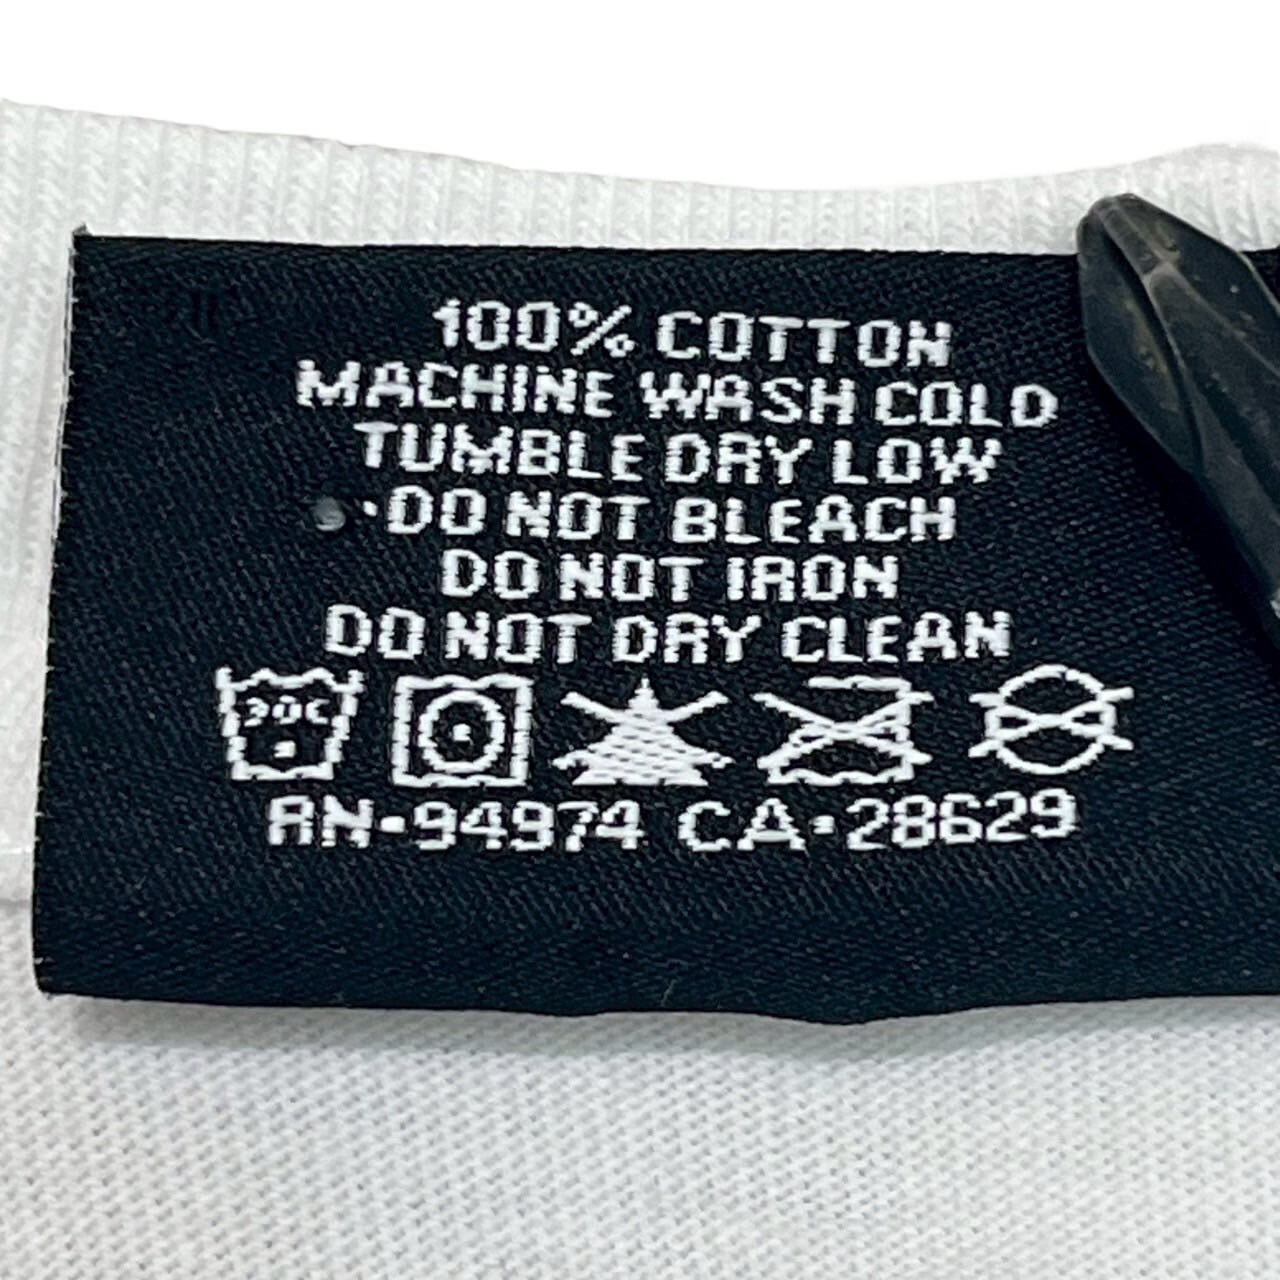 100% COTTON
MACHINE WASH COLD
TUMBLE DRY LOW
DO NOT BLEACH
DO NOT IRON
DO NOT DRY CLEAN
30C
RN-94974 CA-28629